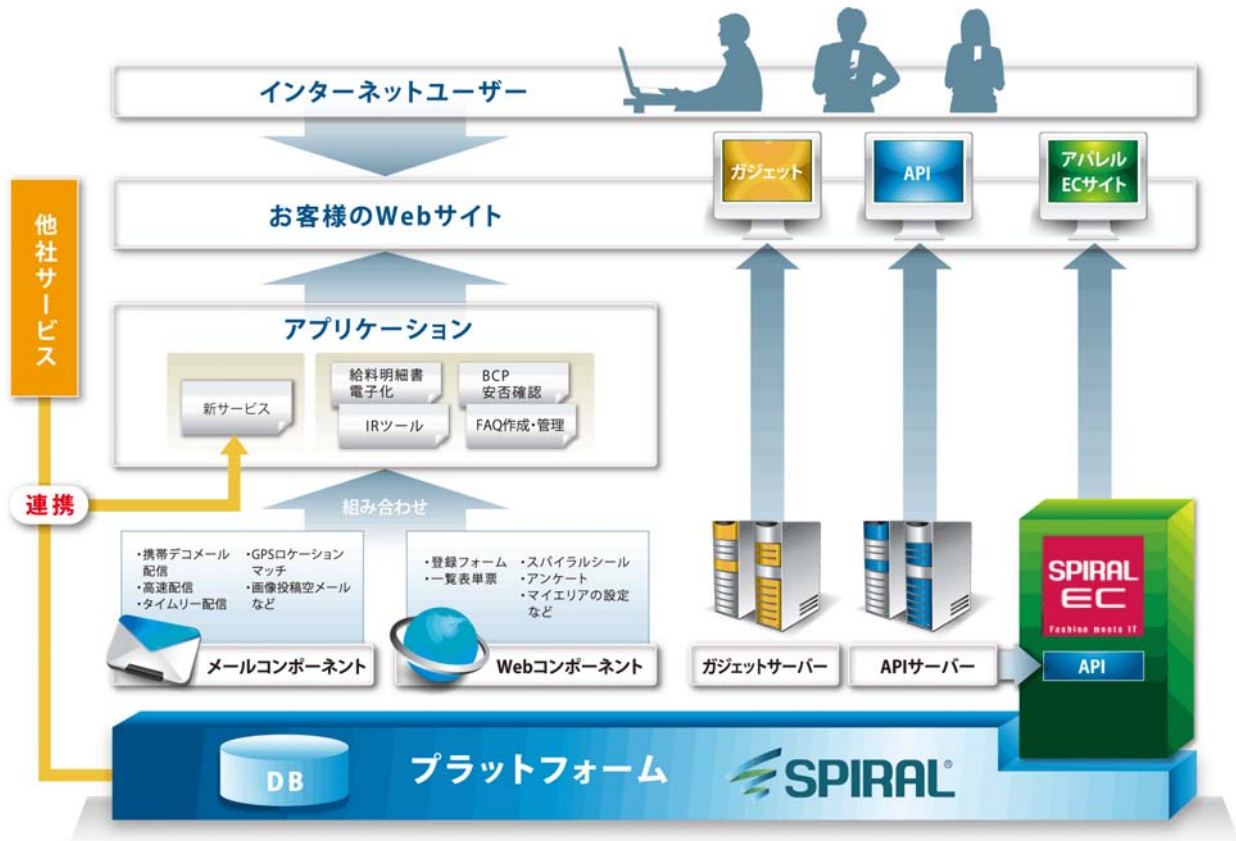 インターネットユーザー
ガジェット
API
アパレル
ECサイト
お客様のWebサイト
他社サービス
アプリケーション
新サービス
給料明細書
電子化
BCP
安否確認
IRツール
FAQ作成・管理
連携
組み合わせ
・携帯デコメール
配信
・高速配信
・タイムリー配信
・GPSロケーション
マッチ
・画像投稿空メール
など
・登録フォーム
・一覧表単票
・スパイラルシール
・アンケート
・マイエリアの設定
など
メールコンポーネント
Webコンポーネント
ガジェットサーバー
APIサーバー
SPIRAL
EC
Fashion meets IT
API
DB
プラットフォーム
SPIRAL®